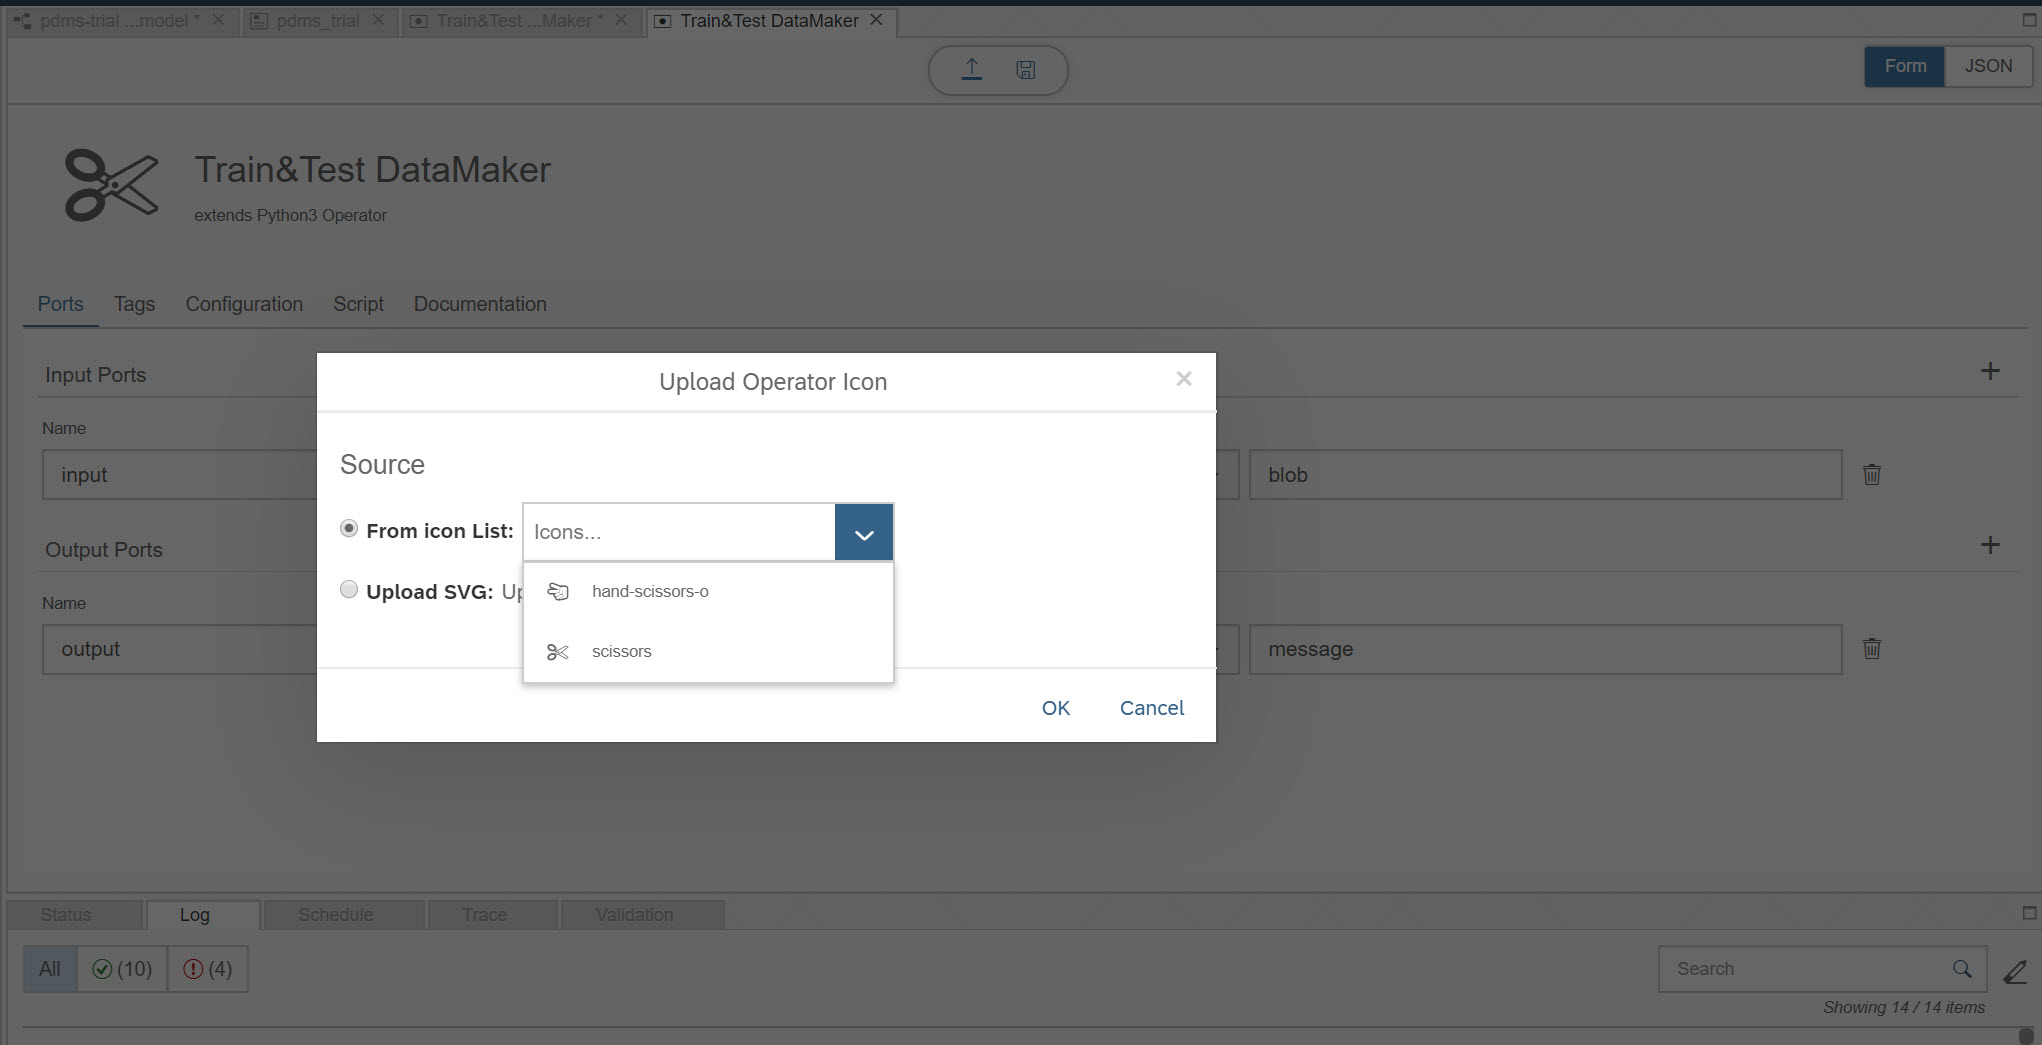 pdms-trial ...model *
pdms_trial
Train&Test ...Maker *
Train&Test DataMaker
Form
JSON
Train&Test DataMaker
extends Python3 Operator
Ports
Tags
Configuration
Script
Documentation
Input Ports
Name
input
blob
Output Ports
Name
output
message
Upload Operator Icon
Source
From icon List:
Icons...
hand-scissors-o
scissors
Upload SVG:
OK
Cancel
Status
Log
Schedule
Trace
Validation
All
(10)
(4)
Search
Showing 14 / 14 items